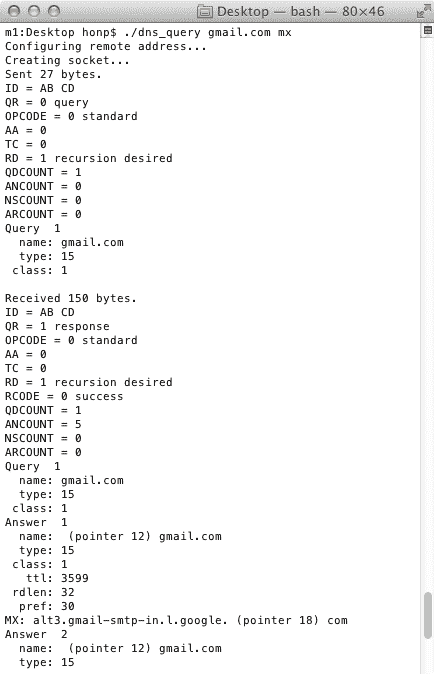 Desktop — bash — 80×46
m1:Desktop honp$ ./dns_query gmail.com mx
Configuring remote address...
Creating socket...
Sent 27 bytes.
ID = AB CD
QR = 0 query
OPCODE = 0 standard
AA = 0
TC = 0
RD = 1 recursion desired
QDCOUNT = 1
ANCOUNT = 0
NSCOUNT = 0
ARCOUNT = 0
Query  1
  name: gmail.com
  type: 15
 class: 1

Received 150 bytes.
ID = AB CD
QR = 1 response
OPCODE = 0 standard
AA = 0
TC = 0
RD = 1 recursion desired
RCODE = 0 success
QDCOUNT = 1
ANCOUNT = 5
NSCOUNT = 0
ARCOUNT = 0
Query  1
  name: gmail.com
  type: 15
 class: 1
Answer  1
  name:  (pointer 12) gmail.com
  type: 15
 class: 1
   ttl: 3599
 rdlen: 32
  pref: 30
MX: alt3.gmail-smtp-in.l.google. (pointer 18) com
Answer  2
  name:  (pointer 12) gmail.com
  type: 15